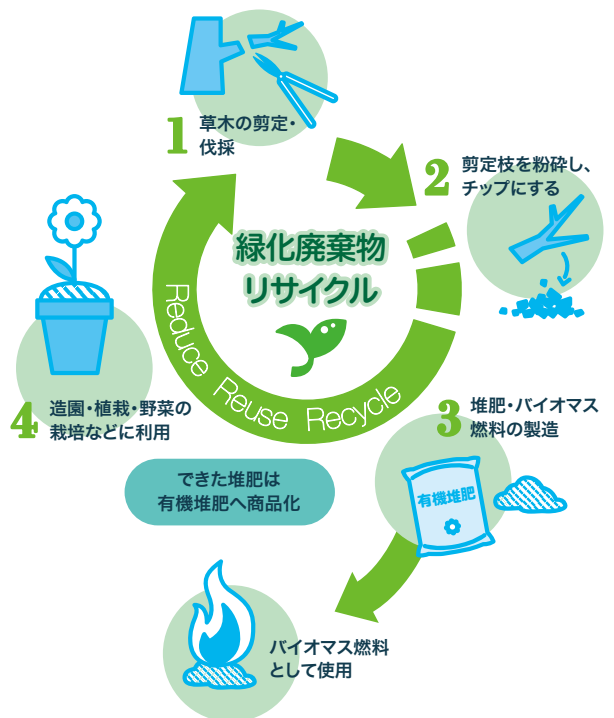 1 草木の剪定・
伐採
2 剪定枝を粉砕し、
チップにする
緑化廃棄物
リサイクル
Reduce Reuse Recycle
3 堆肥・バイオマス
燃料の製造
有機堆肥
4 造園・植栽・野菜の
栽培などに利用
できた堆肥は
有機堆肥へ商品化
バイオマス燃料
として使用